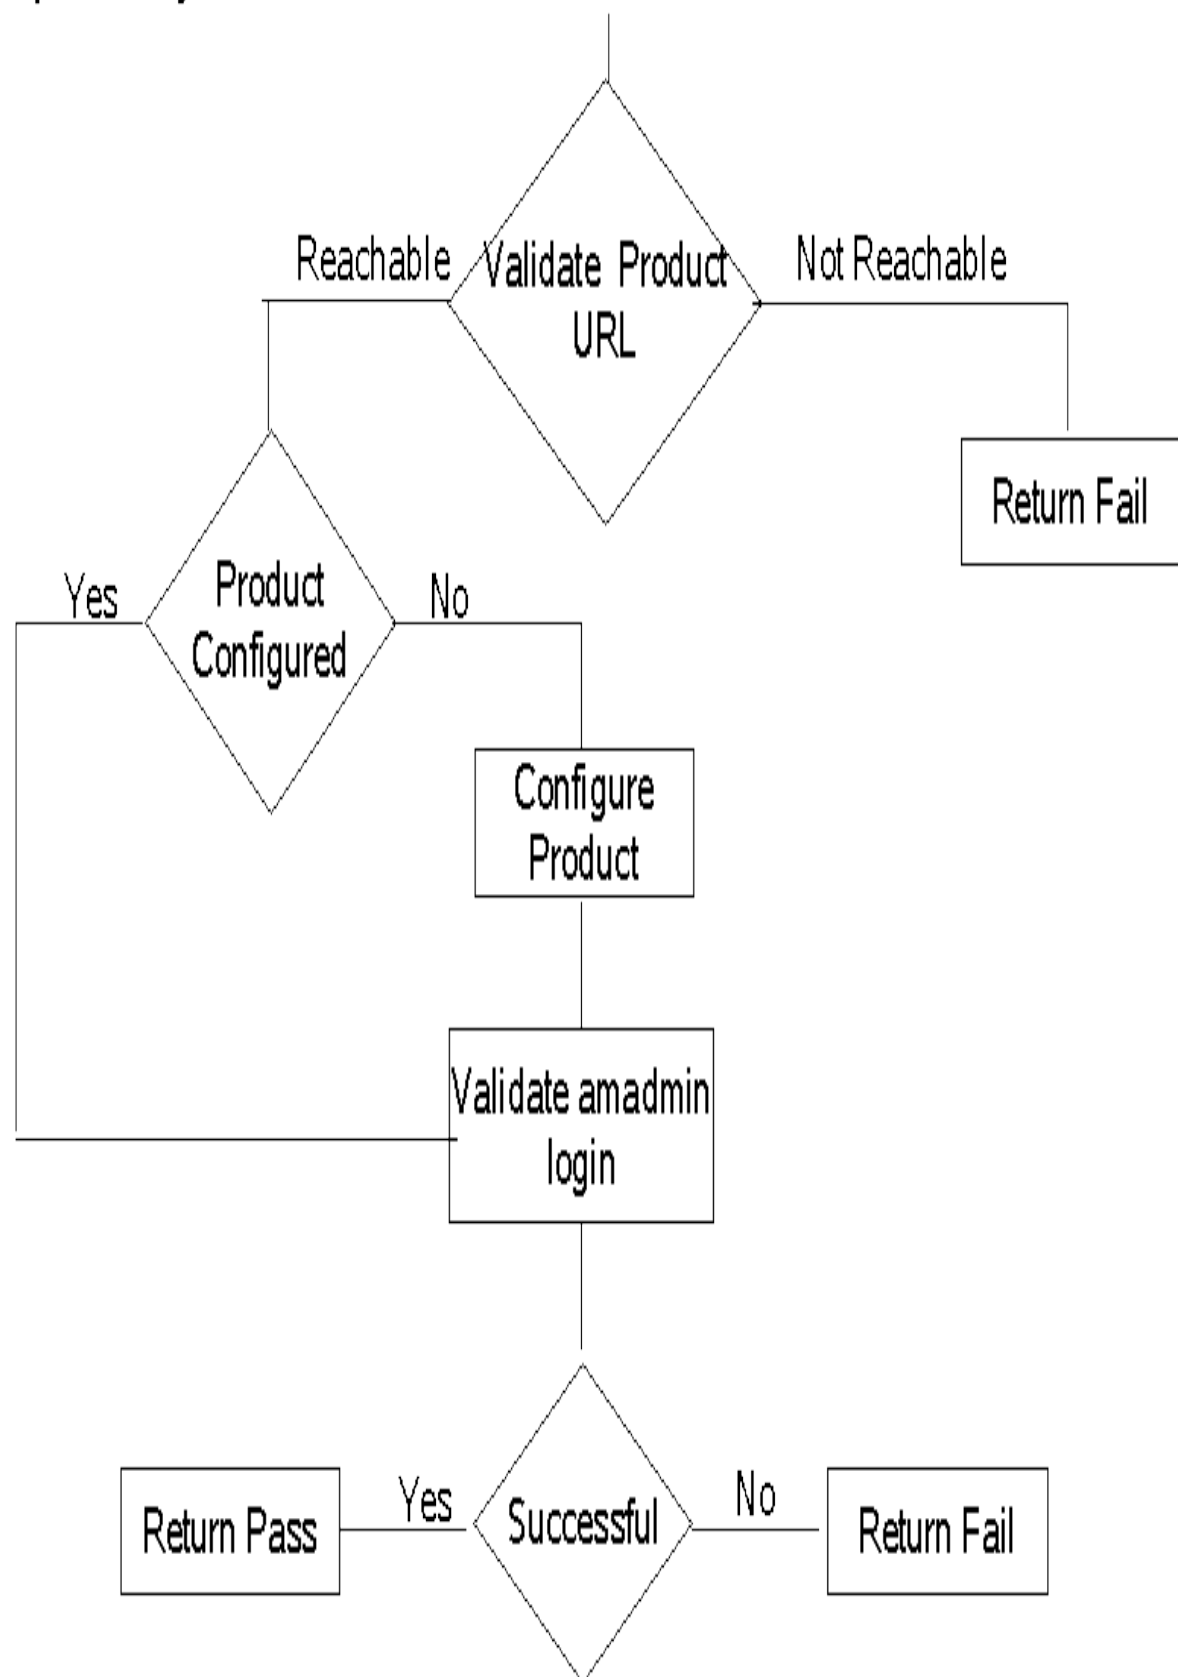 Reachable
Validate Product
URL
Not Reachable
Return Fail
Yes
Product
Configured
No
Configure
Product
Validate amadmin
login
Return Pass
Yes
Successful
No
Return Fail